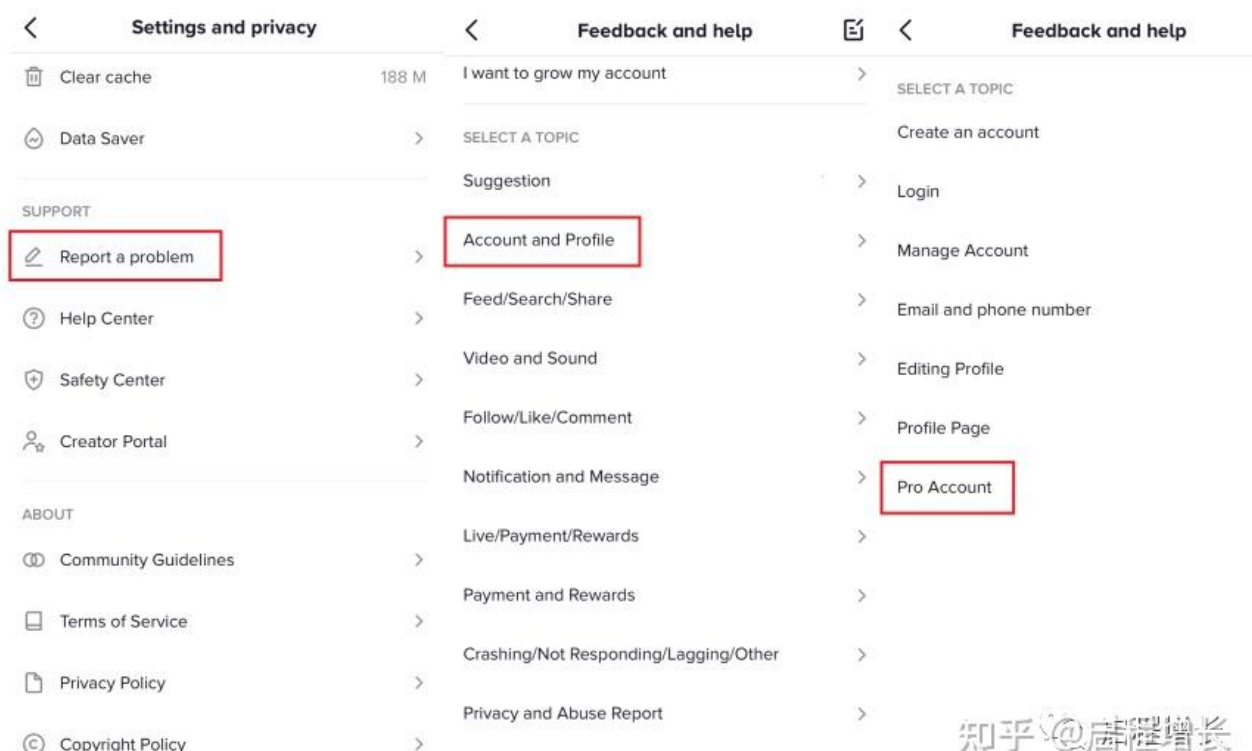 Settings and privacy
Clear cache
188 M
Data Saver
SUPPORT
Report a problem
Help Center
Safety Center
Creator Portal
ABOUT
Community Guidelines
Terms of Service
Privacy Policy
Copyright Policy
Feedback and help
I want to grow my account
SELECT A TOPIC
Suggestion
Account and Profile
Feed/Search/Share
Video and Sound
Follow/Like/Comment
Notification and Message
Live/Payment/Rewards
Payment and Rewards
Crashing/Not Responding/Lagging/Other
Privacy and Abuse Report
Feedback and help
SELECT A TOPIC
Create an account
Login
Manage Account
Email and phone number
Editing Profile
Profile Page
Pro Account
知乎 @启程增长